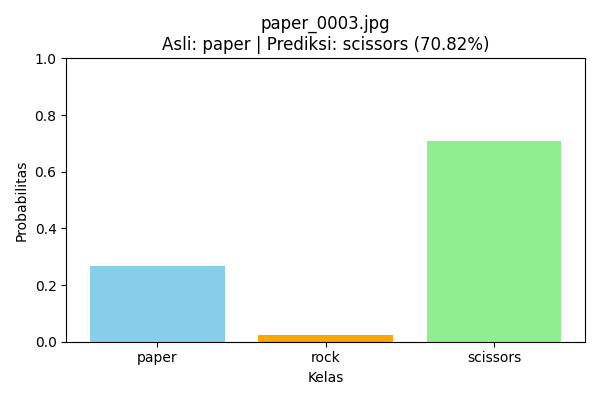 paper_0003.jpg
Asli: paper | Prediksi: scissors (70.82%)
1.0
0.8
0.6
0.4
0.2
0.0
Probabilitas
paper
rock
scissors
Kelas